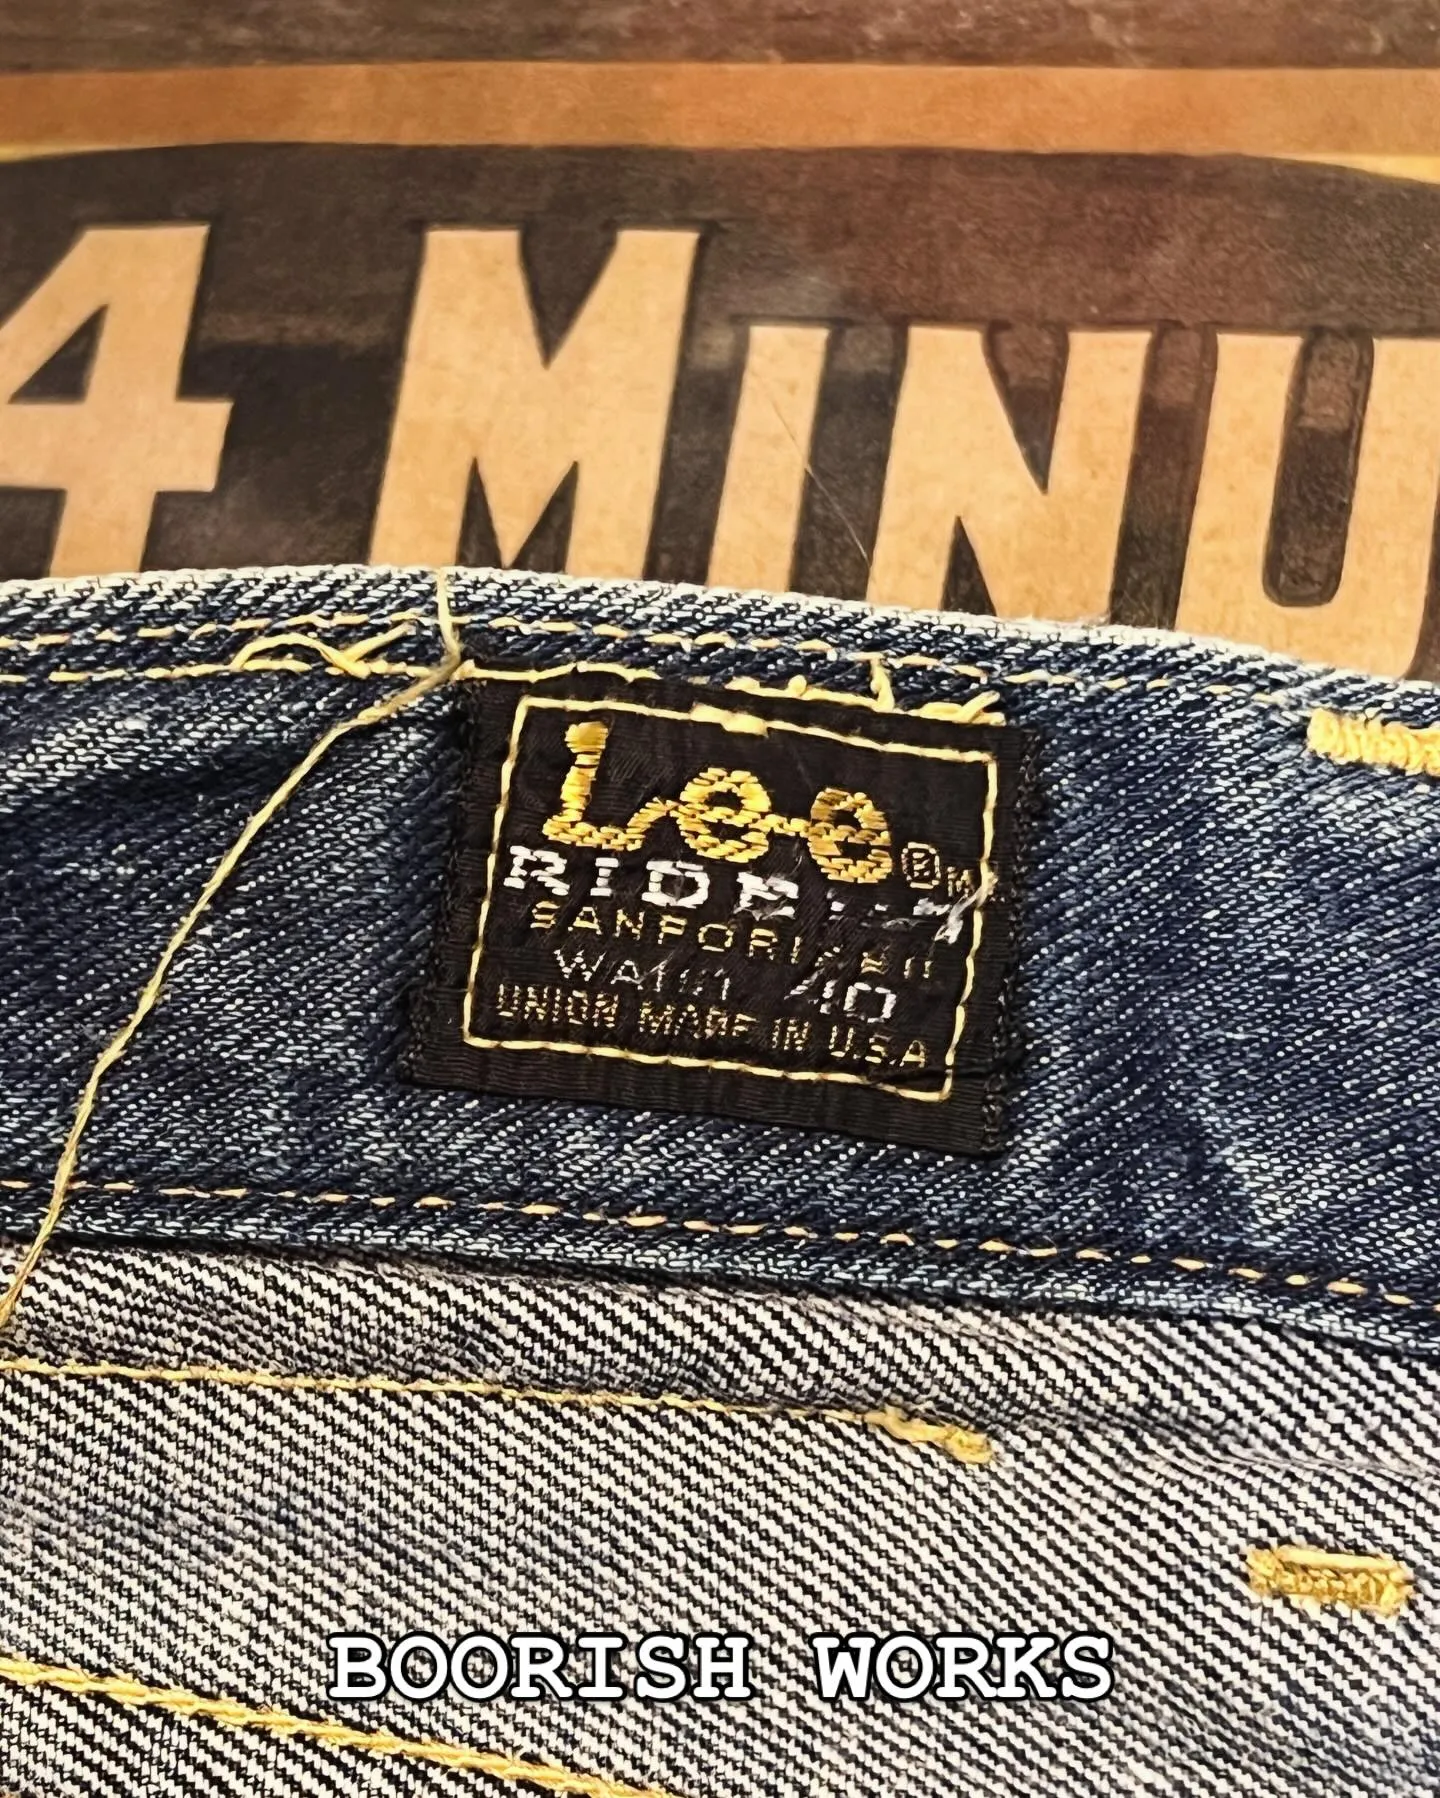 4 MINU
Lee ® M.R.
RIDERS
SANFORIZED
WAIST 40
UNION MADE IN U.S.A
BOORISH WORKS